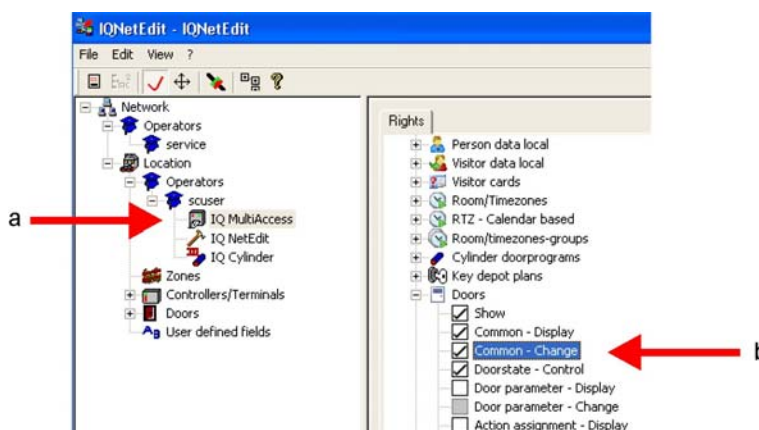 IQNetEdit - IQNetEdit
File Edit View ?
Network
Operators
service
Location
Operators
scuser
IQ MultiAccess
IQ NetEdit
IQ Cylinder
Zones
Controllers/Terminals
Doors
User defined fields
a
Rights
Person data local
Visitor data local
Visitor cards
Room/Timezones
RTZ - Calendar based
Room/timezones-groups
Cylinder doorprograms
Key depot plans
Doors
Show
Common - Display
Common - Change
Doorstate - Control
Door parameter - Display
Door parameter - Change
Action assignment - Display
b